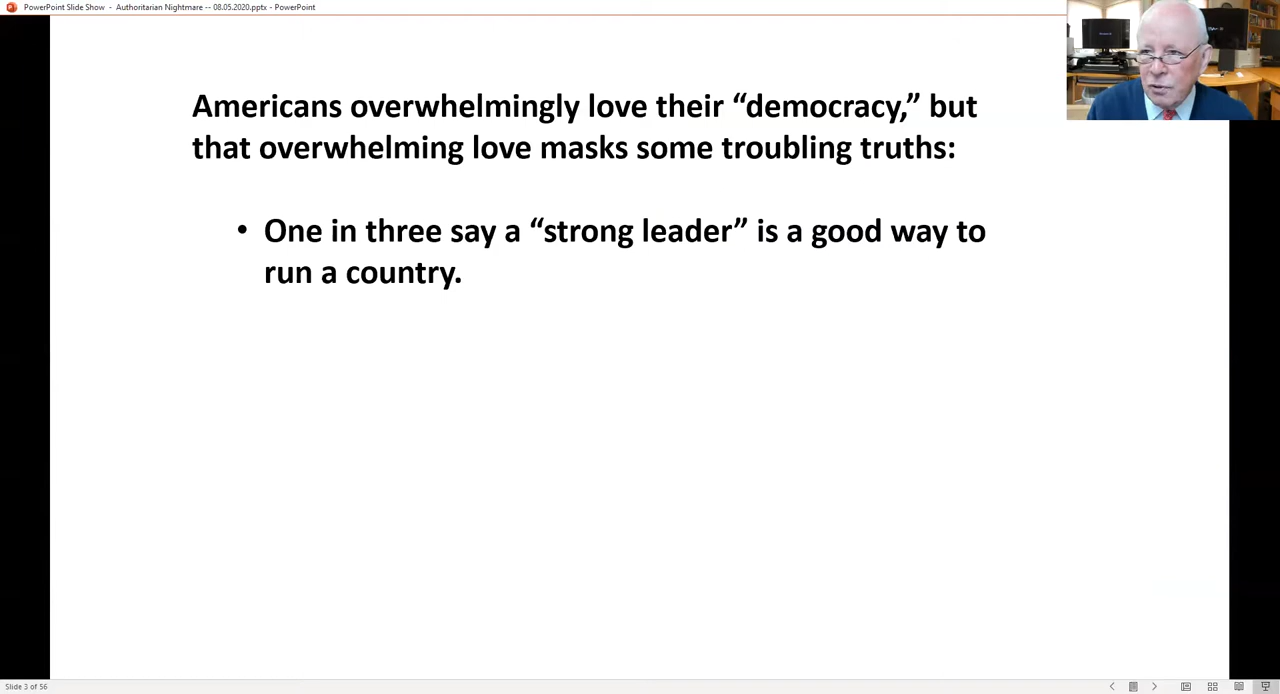 PowerPoint Slide Show - Authoritarian Nightmare -- 08.05.2020.pptx - PowerPoint
Americans overwhelmingly love their “democracy,” but
that overwhelming love masks some troubling truths:
• One in three say a “strong leader” is a good way to
run a country.
Slide 3 of 56